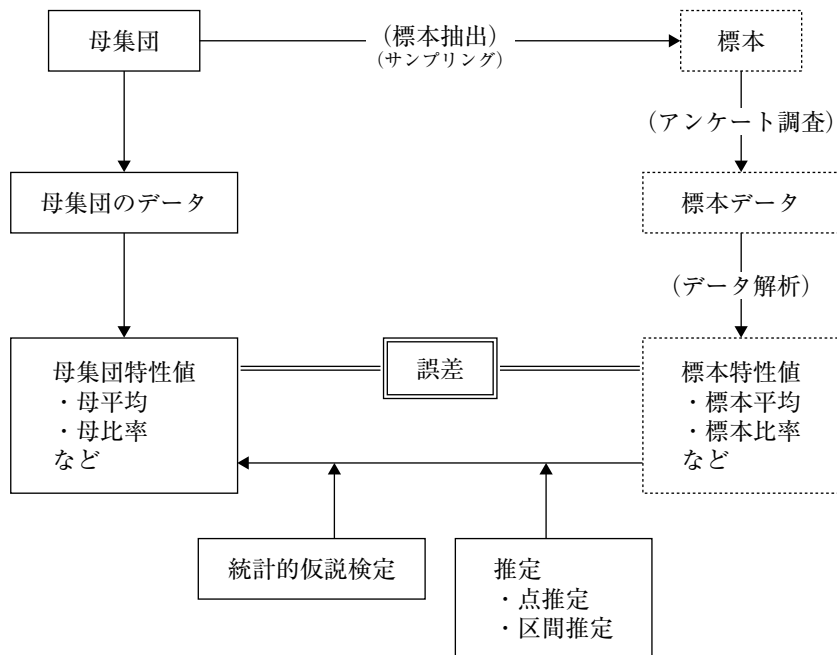 母集団
（標本抽出）
（サンプリング）
標本
（アンケート調査）
母集団のデータ
標本データ
（データ解析）
母集団特性値
・母平均
・母比率
など
誤差
標本特性値
・標本平均
・標本比率
など
統計的仮説検定
推定
・点推定
・区間推定